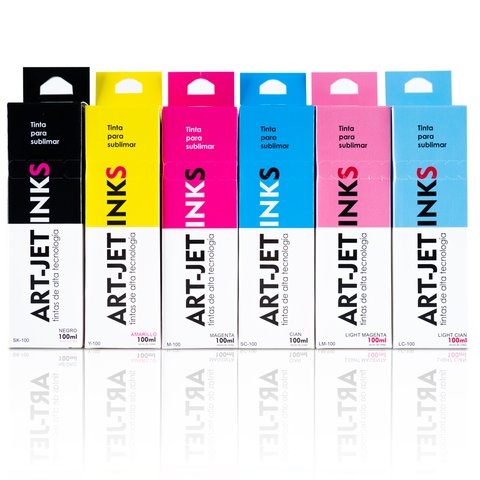 Tinta
para
sublimar
ART-JET INKS
tintas de alta tecnología
NEGRO
SK-100
100ml
Tinta
para
sublimar
ART-JET INKS
tintas de alta tecnología
AMARILLO
Y-100
100ml
Tinta
para
sublimar
ART-JET INKS
tintas de alta tecnología
MAGENTA
M-100
100ml
Tinta
para
sublimar
ART-JET INKS
tintas de alta tecnología
CIAN
SC-100
100ml
Tinta
para
sublimar
ART-JET INKS
tintas de alta tecnología
LIGHT MAGENTA
LM-100
100ml
Tinta
para
sublimar
ART-JET INKS
tintas de alta tecnología
LIGHT CIAN
LC-100
100ml